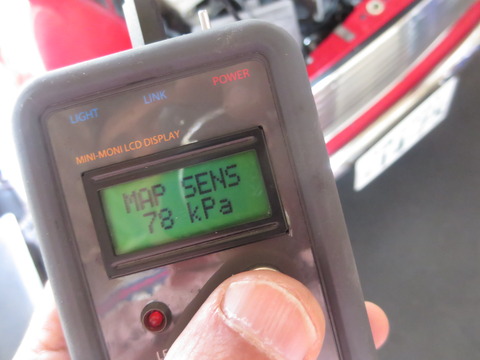 LIGHT LINK POWER
MINI-MONI LCD DISPLAY
MAP SENS
78 kPa